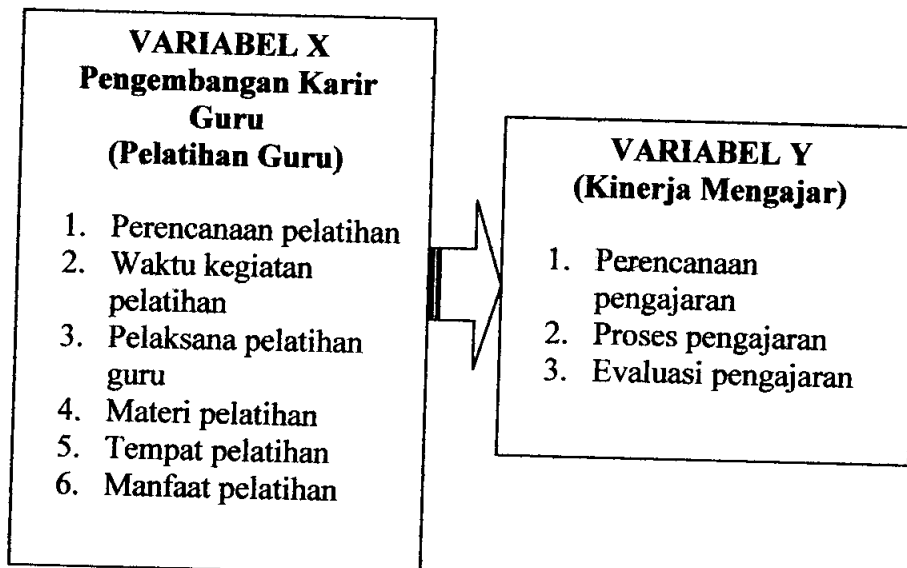 VARIABEL X
Pengembangan Karir
Guru
(Pelatihan Guru)
1. Perencanaan pelatihan
2. Waktu kegiatan
pelatihan
3. Pelaksana pelatihan
guru
4. Materi pelatihan
5. Tempat pelatihan
6. Manfaat pelatihan
VARIABEL Y
(Kinerja Mengajar)
1. Perencanaan
pengajaran
2. Proses pengajaran
3. Evaluasi pengajaran